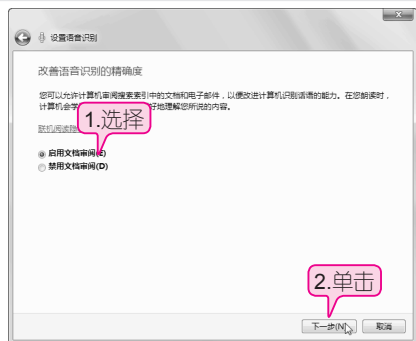 设置语音识别
改善语音识别的精确度
您可以允许计算机审阅搜索索引中的文档和电子邮件，以便改进计算机识别话语的能力。在您朗读时，
计算机会学 好地理解您所说的内容。
1.选择
联机阅读隐
启用文档审阅(E)
禁用文档审阅(D)
2.单击
下一步(N) 取消